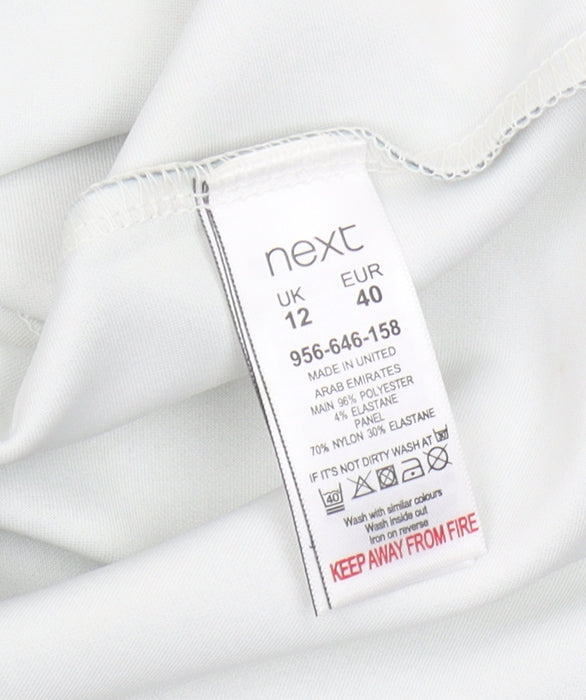 next
UK EUR
12 40
956-646-158
MADE IN UNITED
ARAB EMIRATES
MAIN 96% POLYESTER
4% ELASTANE
PANEL
70% NYLON 30% ELASTANE
IF IT'S NOT DIRTY WASH AT
40
Wash with similar colours
Wash inside out
Iron on reverse
KEEP AWAY FROM FIRE